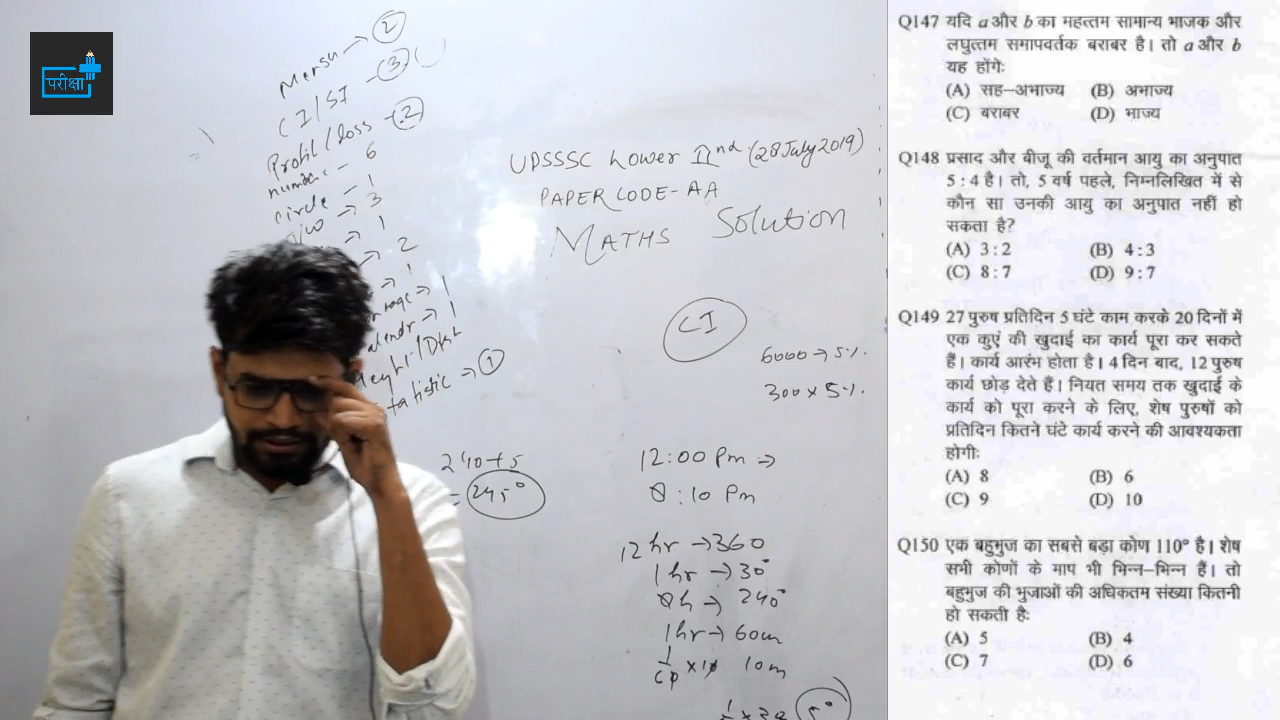 परीक्षा
Mensu → 2
CI/SI - 3
Profit/loss - 2
number - 6
circle - 1
→ 3
→ 1
→ 2
→ 1
→ 1
→ 1
→ 1
240+5
= 245°
UPSSSC Lower IInd (28 July 2019)
PAPER CODE - AA
MATHS Solution
CI
6000 → 5%
300 × 5%
12:00 Pm ⇒
8:10 Pm
12 hr → 360
1 hr → 30°
8h → 240°
1hr → 60m
10m
5°
Q147 यदि a और b का महत्तम सामान्य भाजक और
लघुत्तम समापवर्तक बराबर है। तो a और b
यह होंगेः
(A) सह–अभाज्य (B) अभाज्य
(C) बराबर (D) भाज्य
Q148 प्रसाद और बीजू की वर्तमान आयु का अनुपात
5 : 4 है। तो, 5 वर्ष पहले, निम्नलिखित में से
कौन सा उनकी आयु का अनुपात नहीं हो
सकता है?
(A) 3 : 2 (B) 4 : 3
(C) 8 : 7 (D) 9 : 7
Q149 27 पुरुष प्रतिदिन 5 घंटे काम करके 20 दिनों में
एक कुएं की खुदाई का कार्य पूरा कर सकते
हैं। कार्य आरंभ होता है। 4 दिन बाद, 12 पुरुष
कार्य छोड़ देते हैं। नियत समय तक खुदाई के
कार्य को पूरा करने के लिए, शेष पुरुषों को
प्रतिदिन कितने घंटे कार्य करने की आवश्यकता
होगीः
(A) 8 (B) 6
(C) 9 (D) 10
Q150 एक बहुभुज का सबसे बड़ा कोण 110° है। शेष
सभी कोणों के माप भी भिन्न–भिन्न हैं। तो
बहुभुज की भुजाओं की अधिकतम संख्या कितनी
हो सकती हैः
(A) 5 (B) 4
(C) 7 (D) 6